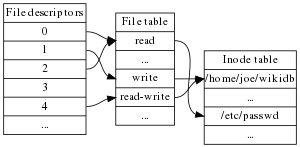 File descriptors
0
1
2
3
4
...
File table
read
...
write
read-write
...
Inode table
/home/joe/wikidb
...
/etc/passwd
...